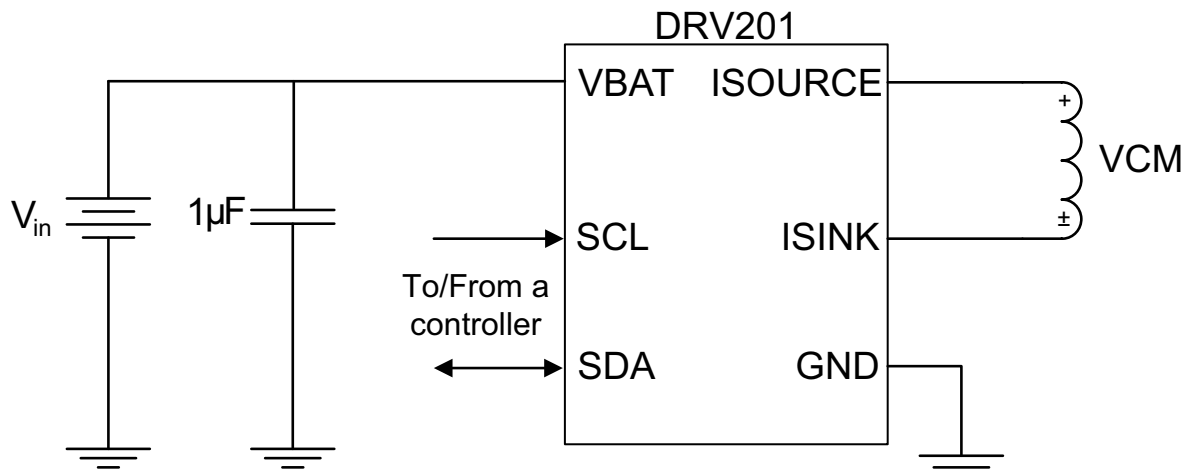 DRV201
VBAT
ISOURCE
+
VCM
±
V_in
1µF
SCL
ISINK
To/From a
controller
SDA
GND